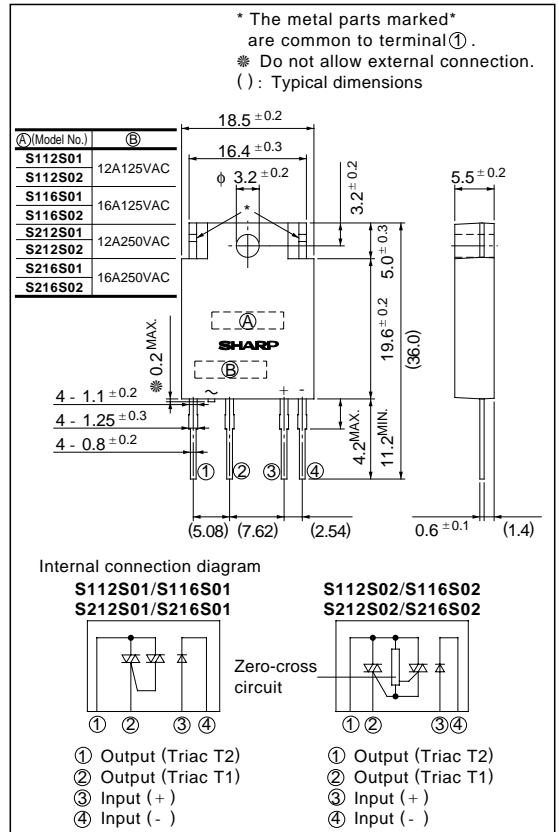 * The metal parts marked*
are common to terminal ① .
❋ Do not allow external connection.
( ) : Typical dimensions
18.5 ±0.2
16.4 ±0.3
φ 3.2 ±0.2
3.2 ±0.2
5.5 ±0.2
Ⓐ(Model No.) Ⓑ
S112S01
S112S02
12A125VAC
S116S01
S116S02
16A125VAC
S212S01
S212S02
12A250VAC
S216S01
S216S02
16A250VAC
*
5.0 ±0.3
19.6 ±0.2
(36.0)
Ⓐ
SHARP
Ⓑ
❋ 0.2 MAX.
~ + -
4 - 1.1 ±0.2
4 - 1.25 ±0.3
4 - 0.8 ±0.2
4.2 MAX.
11.2 MIN.
① ② ③ ④
(5.08) (7.62) (2.54)
0.6 ±0.1 (1.4)
Internal connection diagram
S112S01/S116S01
S212S01/S216S01
① ② ③ ④
① Output (Triac T2)
② Output (Triac T1)
③ Input (+)
④ Input (-)
S112S02/S116S02
S212S02/S216S02
Zero-cross
circuit
① ② ③ ④
① Output (Triac T2)
② Output (Triac T1)
③ Input (+)
④ Input (-)